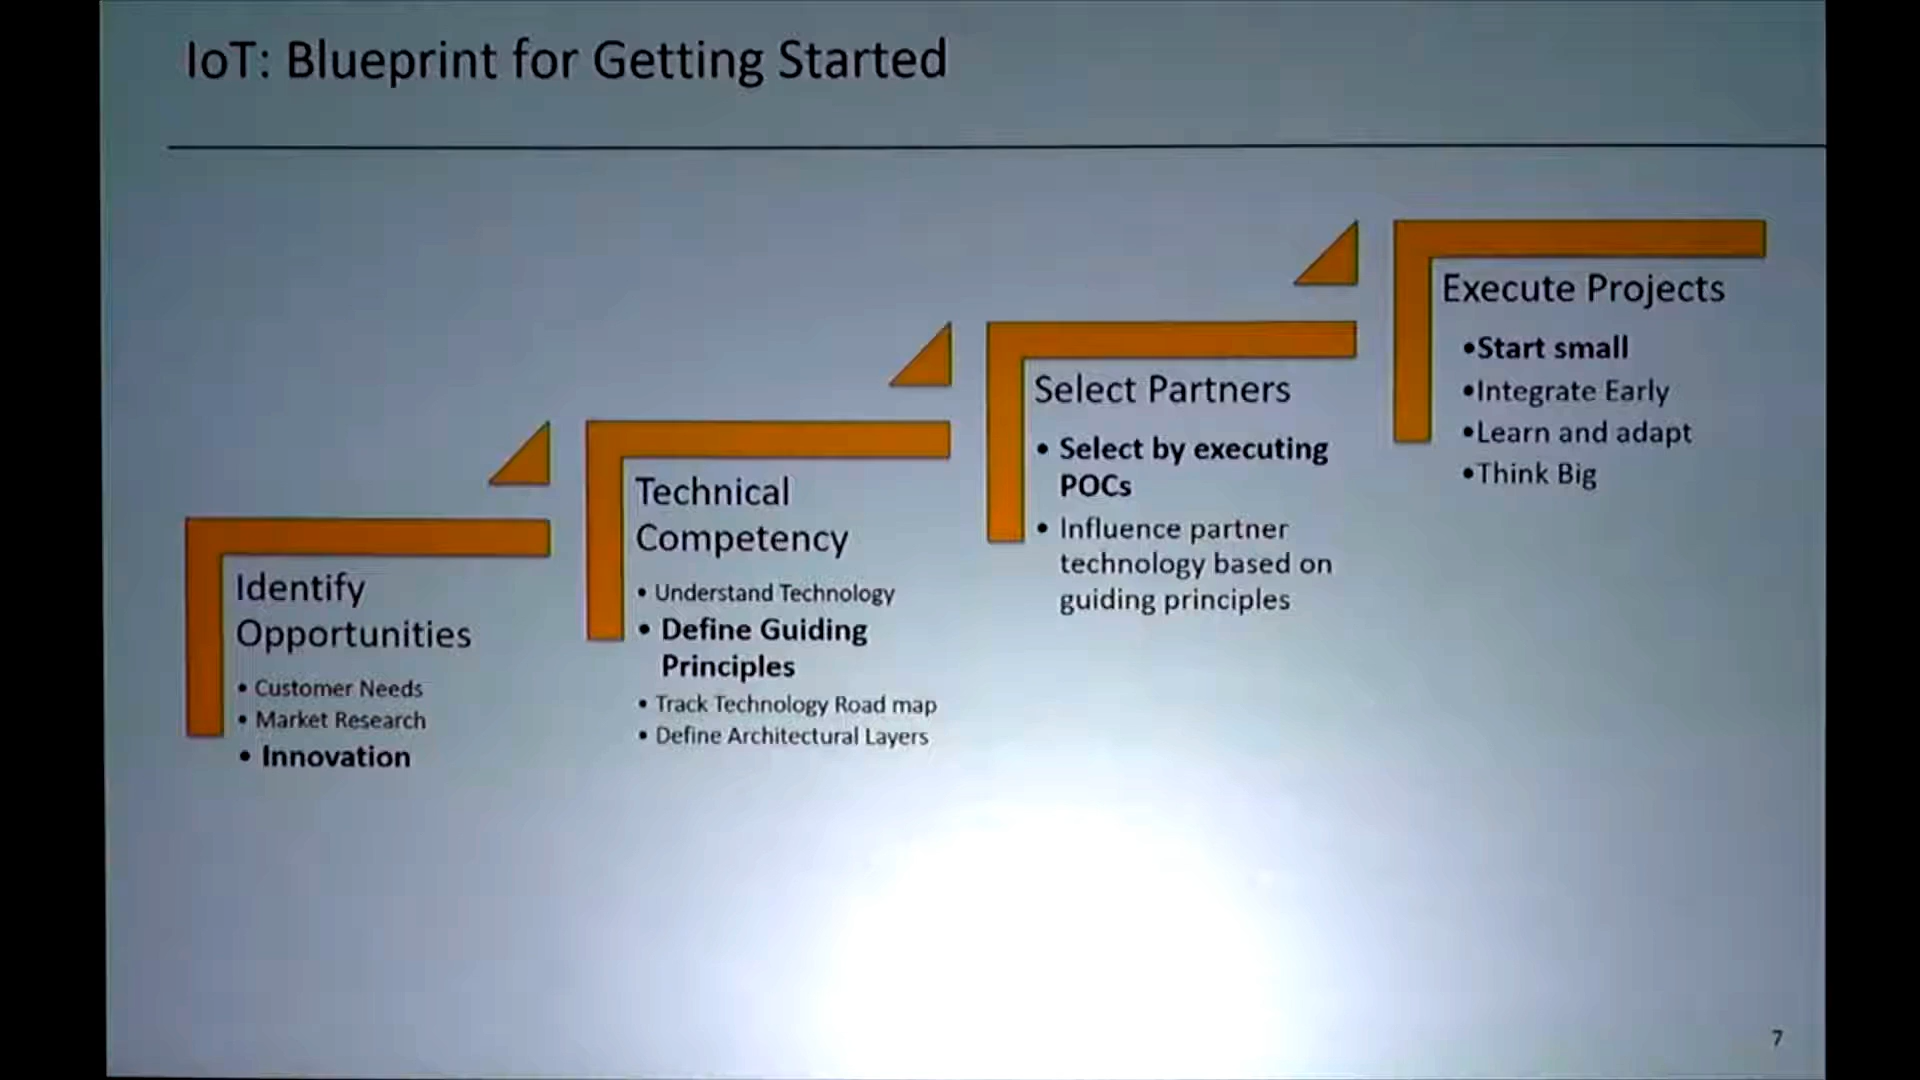 IoT: Blueprint for Getting Started
Identify
Opportunities
• Customer Needs
• Market Research
• Innovation
Technical
Competency
• Understand Technology
• Define Guiding
Principles
• Track Technology Road map
• Define Architectural Layers
Select Partners
• Select by executing
POCs
• Influence partner
technology based on
guiding principles
Execute Projects
•Start small
•Integrate Early
•Learn and adapt
•Think Big
7